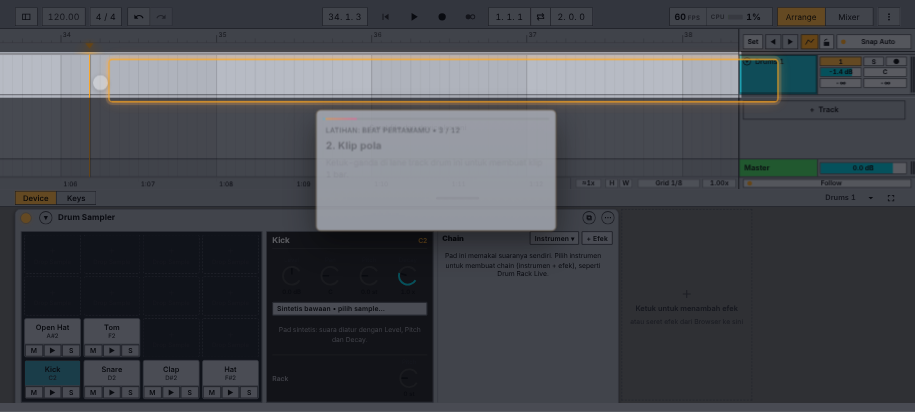 120.00
4 / 4
34. 1. 3
1. 1. 1
2. 0. 0
60 FPS
CPU
1%
Arrange
Mixer
34
35
36
37
38
Set
Snap Auto
Drums 1
1
S
-1.4 dB
C
+ Track
LATIHAN: BEAT PERTAMAMU • 2 / 12
2. Klip pola
Master
0.0 dB
1:06
1:07
1:08
1:09
≈1x
H
W
Grid 1/8
1.00x
Follow
Device
Keys
Drums 1
Drum Sampler
Kick
C2
Chain
Instrumen
+ Efek
Pad ini memakai suaranya sendiri. Pilih instrumen
untuk membuat chain (instrumen + efek), seperti
Drum Rack Live.
Sintetis bawaan • pilih sample...
Pad sintetis: suara diatur dengan Level, Pitch
dan Decay.
Rack
+
Ketuk untuk menambah efek
Open Hat
A#2
M
S
Tom
F2
M
S
Kick
C2
M
S
Snare
D2
M
S
Clap
D#2
M
S
Hat
F#2
M
S